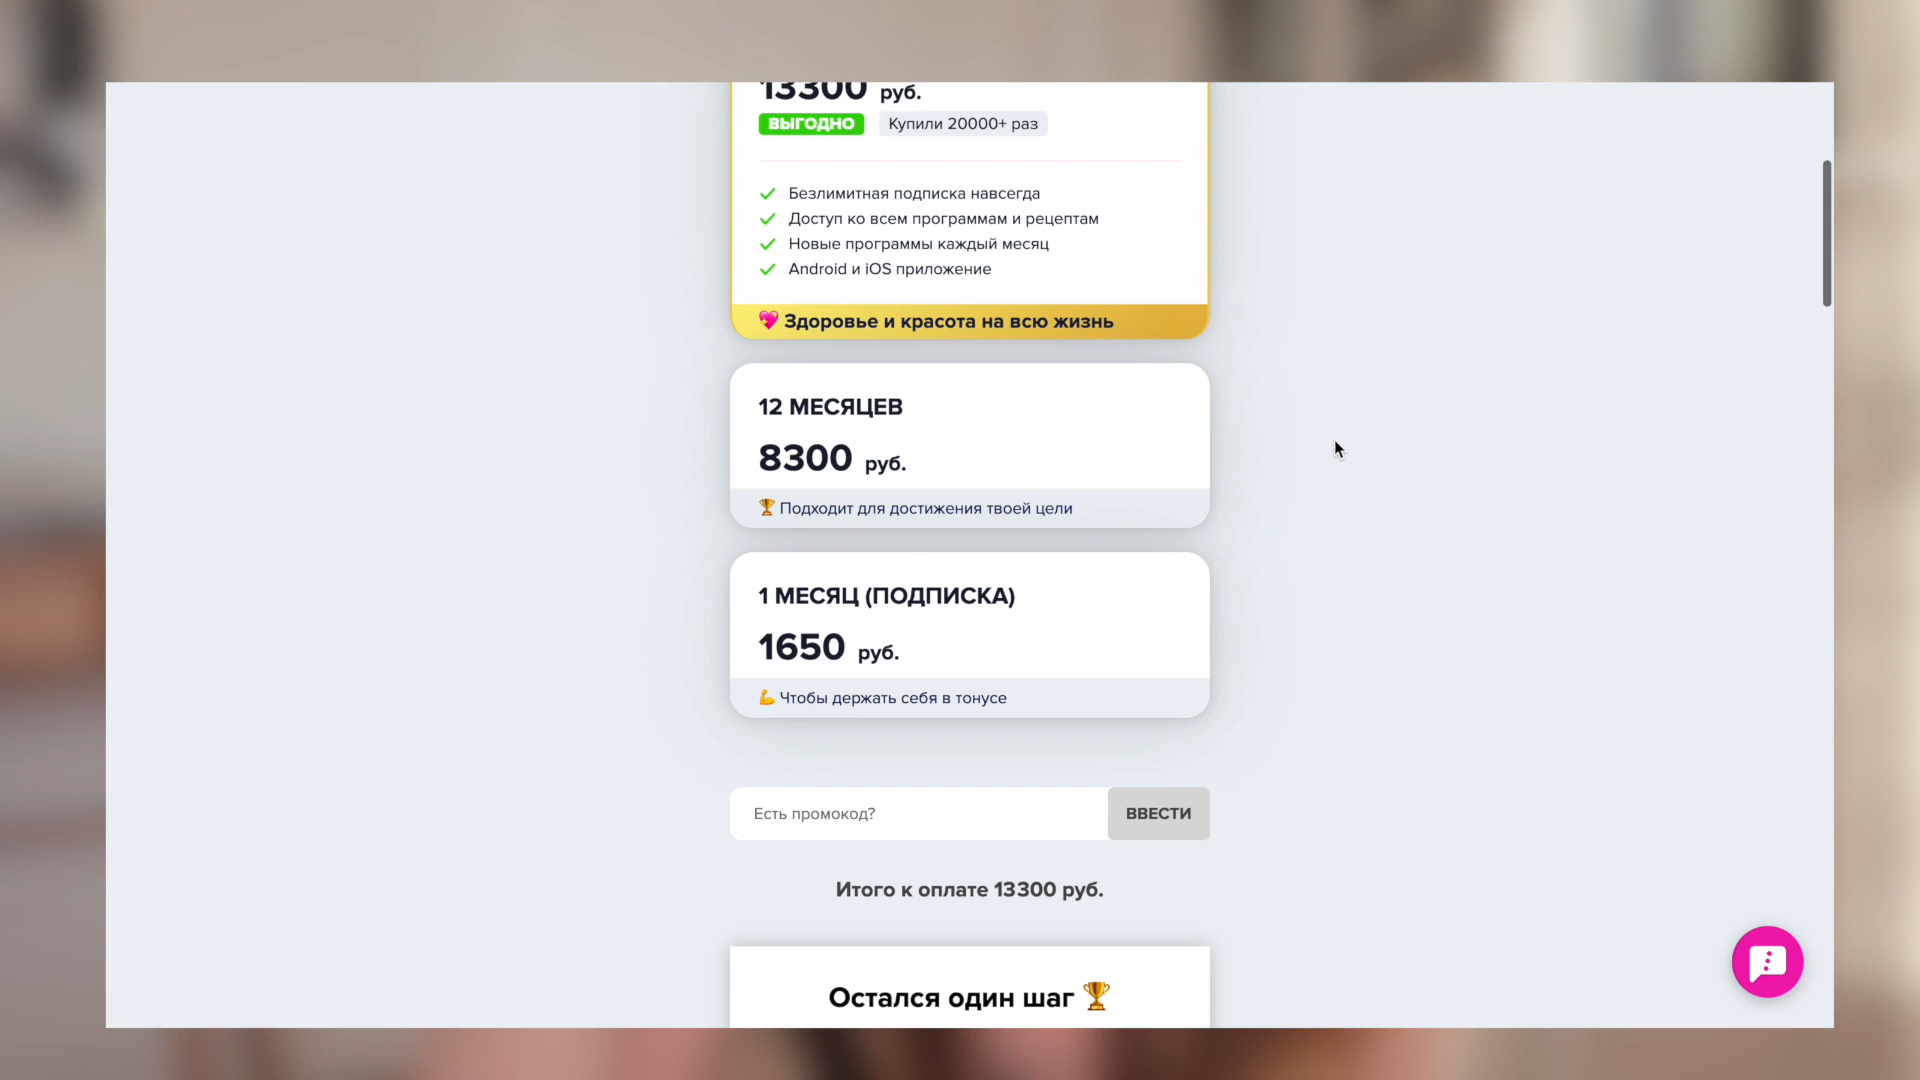 13300 руб.
ВЫГОДНО Купили 20000+ раз
Безлимитная подписка навсегда
Доступ ко всем программам и рецептам
Новые программы каждый месяц
Android и iOS приложение
Здоровье и красота на всю жизнь
12 МЕСЯЦЕВ
8300 руб.
Подходит для достижения твоей цели
1 МЕСЯЦ (ПОДПИСКА)
1650 руб.
Чтобы держать себя в тонусе
Есть промокод? ВВЕСТИ
Итого к оплате 13300 руб.
Остался один шаг